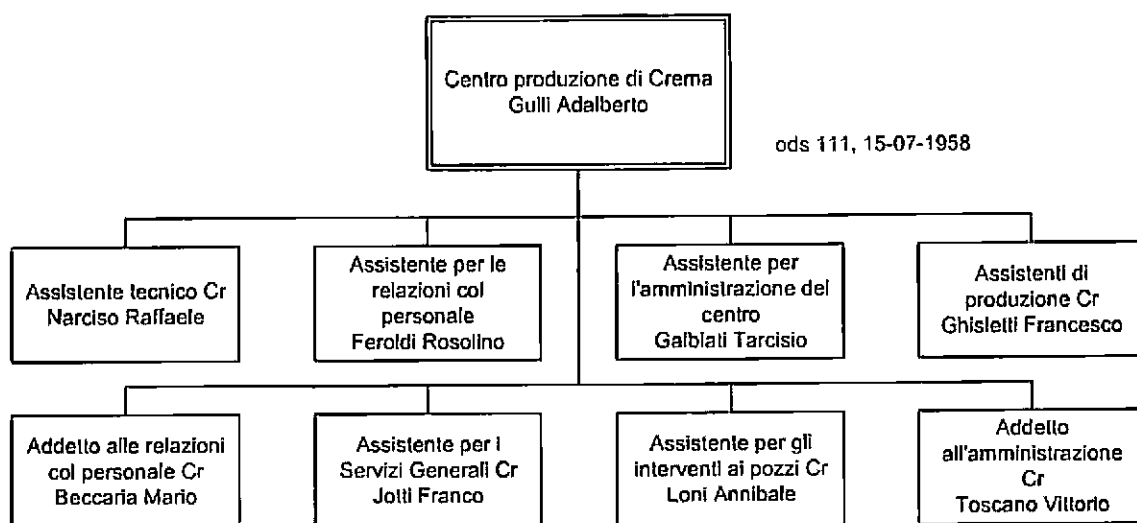 Centro produzione di Crema
Gulli Adalberto
ods 111, 15-07-1958
Assistente tecnico Cr
Narciso Raffaele
Assistente per le
relazioni col
personale
Feroldi Rosolino
Assistente per
l'amministrazione del
centro
Galbiati Tarcisio
Assistenti di
produzione Cr
Ghisletti Francesco
Addetto alle relazioni
col personale Cr
Beccaria Mario
Assistente per i
Servizi Generali Cr
Jotti Franco
Assistente per gli
interventi ai pozzi Cr
Loni Annibale
Addetto
all'amministrazione
Cr
Toscano Vittorio